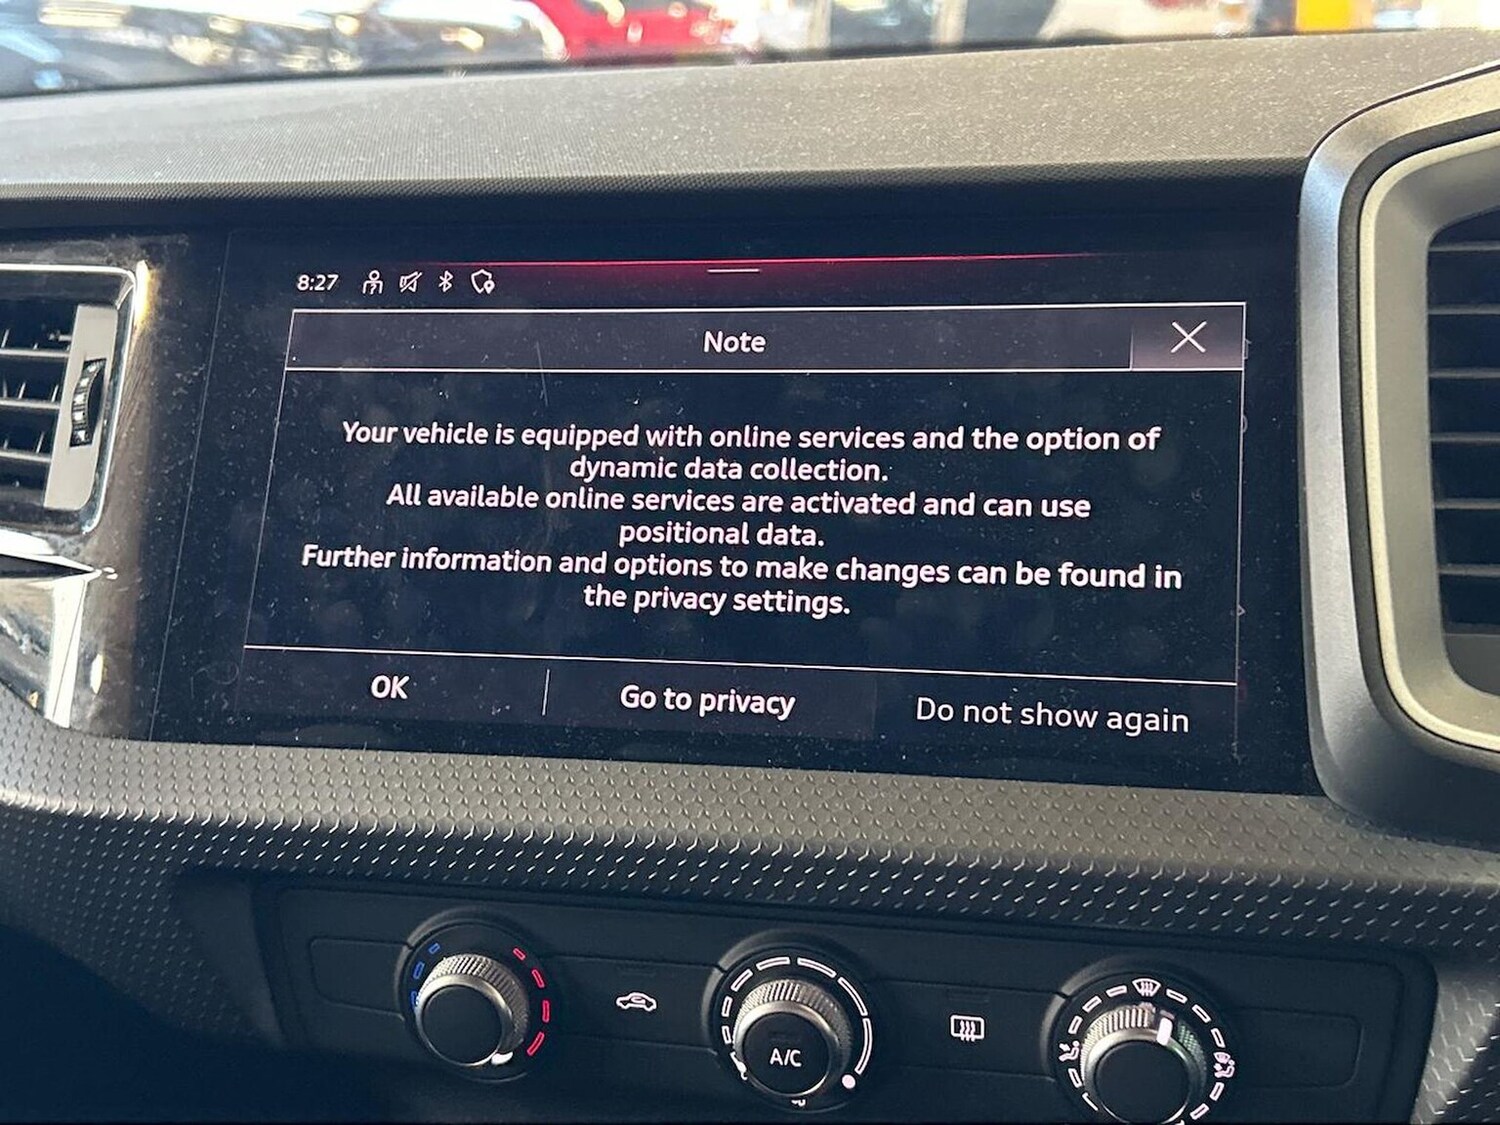 8:27
Note
Your vehicle is equipped with online services and the option of
dynamic data collection.
All available online services are activated and can use
positional data.
Further information and options to make changes can be found in
the privacy settings.
OK
Go to privacy
Do not show again
A/C